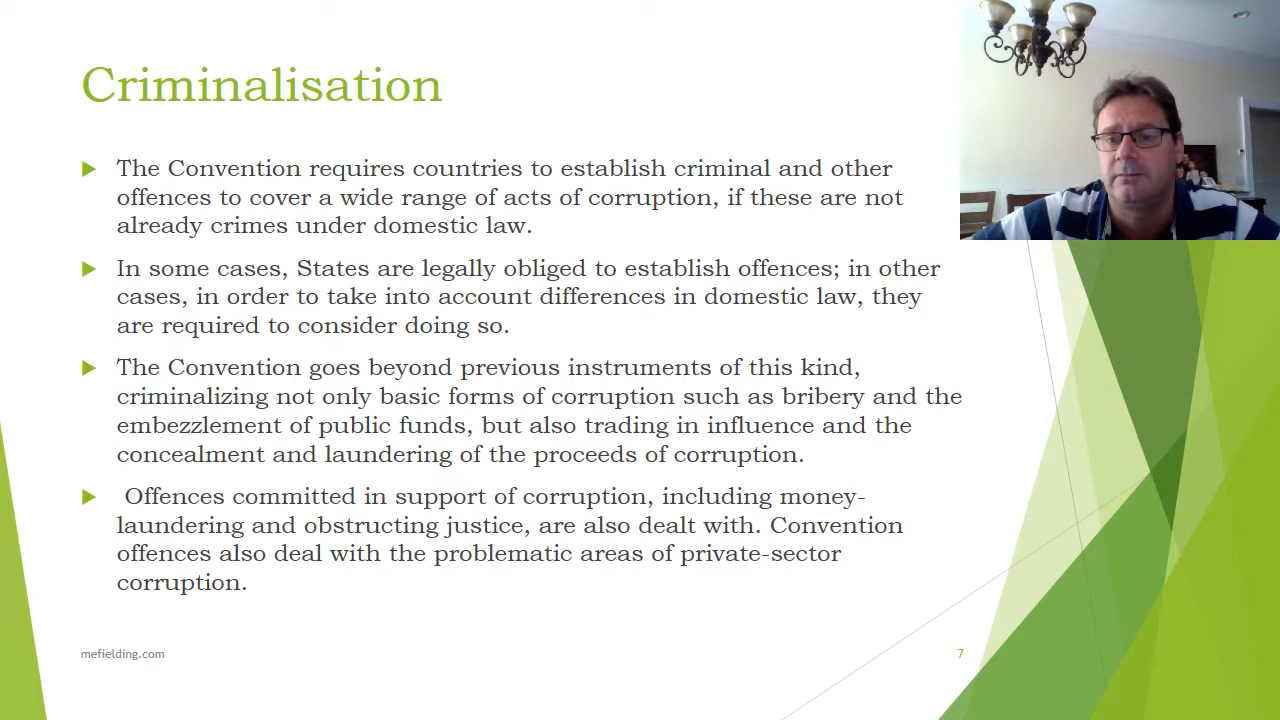 Criminalisation
The Convention requires countries to establish criminal and other
offences to cover a wide range of acts of corruption, if these are not
already crimes under domestic law.
In some cases, States are legally obliged to establish offences; in other
cases, in order to take into account differences in domestic law, they
are required to consider doing so.
The Convention goes beyond previous instruments of this kind,
criminalizing not only basic forms of corruption such as bribery and the
embezzlement of public funds, but also trading in influence and the
concealment and laundering of the proceeds of corruption.
Offences committed in support of corruption, including money-
laundering and obstructing justice, are also dealt with. Convention
offences also deal with the problematic areas of private-sector
corruption.
mefielding.com
7